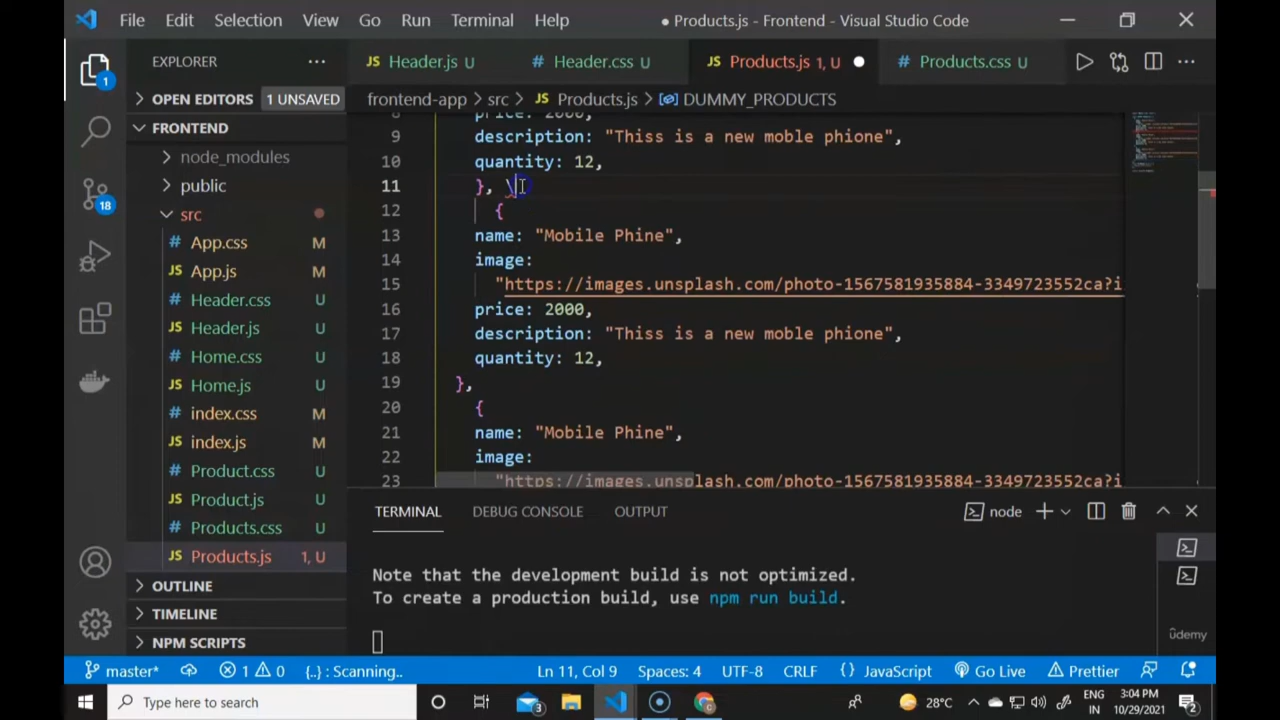 File Edit Selection View Go Run Terminal Help
● Products.js - Frontend - Visual Studio Code
EXPLORER
Header.js U
Header.css U
Products.js 1, U
Products.css U
OPEN EDITORS 1 UNSAVED
frontend-app > src > Products.js > DUMMY_PRODUCTS
FRONTEND
node_modules
public
src
App.css M
App.js M
Header.css U
Header.js U
Home.css U
Home.js U
index.css M
index.js M
Product.css U
Product.js U
Products.css U
Products.js 1, U
OUTLINE
TIMELINE
NPM SCRIPTS
1
18
8 price: 2000,
9 description: "Thiss is a new moble phione",
10 quantity: 12,
11 }, \
12 {
13 name: "Mobile Phine",
14 image:
15 "https://images.unsplash.com/photo-1567581935884-3349723552ca?i
16 price: 2000,
17 description: "Thiss is a new moble phione",
18 quantity: 12,
19 },
20 {
21 name: "Mobile Phine",
22 image:
23 "https://images.unsplash.com/photo-1567581935884-3349723552ca?i
TERMINAL DEBUG CONSOLE OUTPUT
node
Note that the development build is not optimized.
To create a production build, use npm run build.
ûdemy
master* 1 0 {..} : Scanning.. Ln 11, Col 9 Spaces: 4 UTF-8 CRLF {} JavaScript Go Live Prettier
Type here to search
3
28°C
ENG
IN
3:04 PM
10/29/2021
2